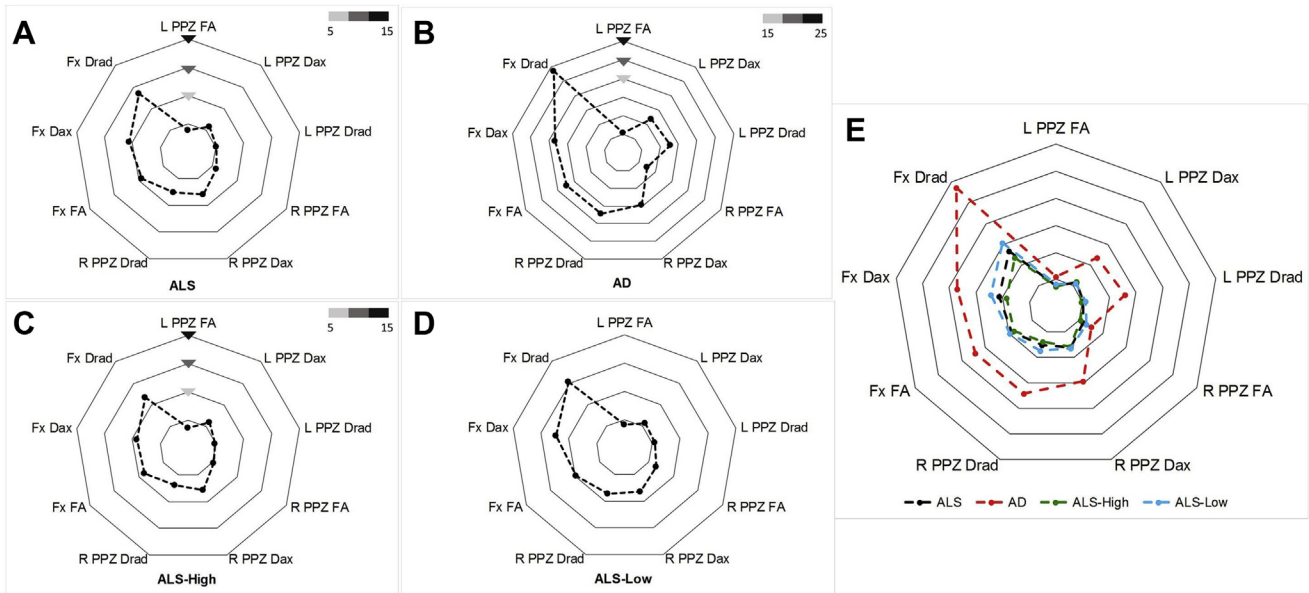 A
5 15
L PPZ FA
L PPZ Dax
L PPZ Drad
R PPZ FA
R PPZ Dax
R PPZ Drad
Fx FA
Fx Dax
Fx Drad
ALS
B
15 25
L PPZ FA
L PPZ Dax
L PPZ Drad
R PPZ FA
R PPZ Dax
R PPZ Drad
Fx FA
Fx Dax
Fx Drad
AD
C
5 15
L PPZ FA
L PPZ Dax
L PPZ Drad
R PPZ FA
R PPZ Dax
R PPZ Drad
Fx FA
Fx Dax
Fx Drad
ALS-High
D
L PPZ FA
L PPZ Dax
L PPZ Drad
R PPZ FA
R PPZ Dax
R PPZ Drad
Fx FA
Fx Dax
Fx Drad
ALS-Low
E
L PPZ FA
L PPZ Dax
L PPZ Drad
R PPZ FA
R PPZ Dax
R PPZ Drad
Fx FA
Fx Dax
Fx Drad
ALS AD ALS-High ALS-Low